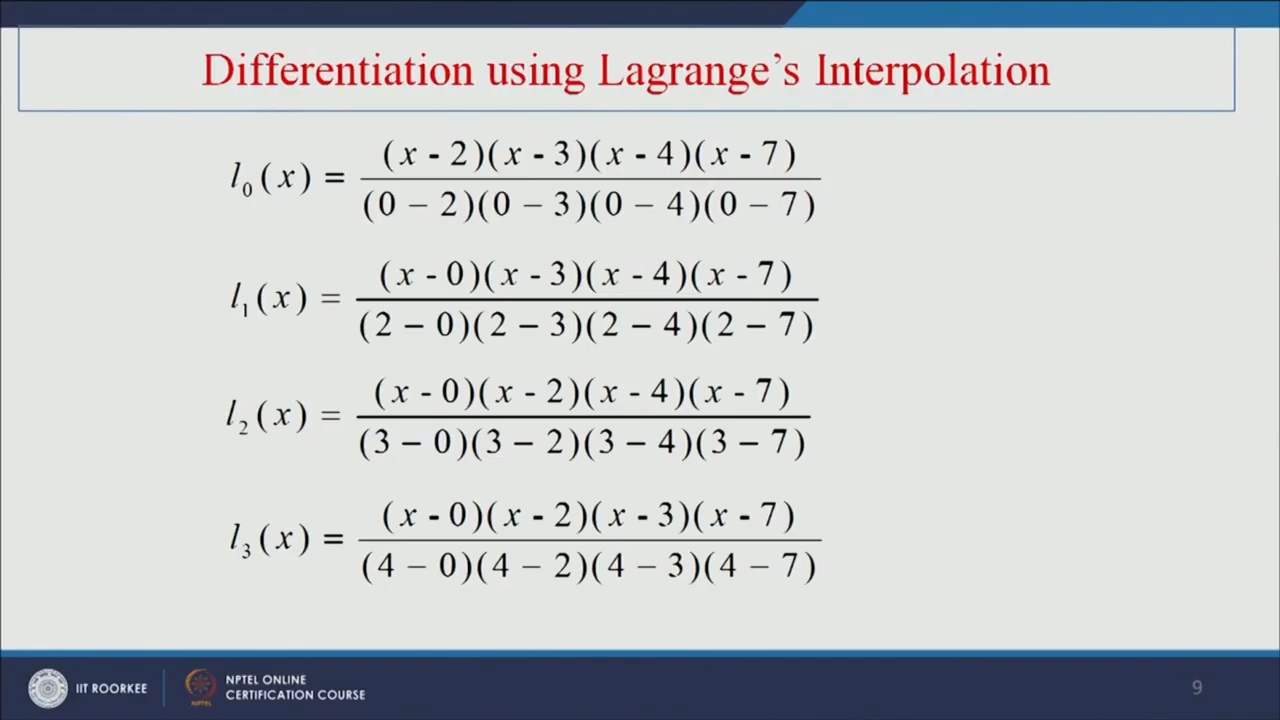 Differentiation using Lagrange's Interpolation
l₀(x) = (x - 2)(x - 3)(x - 4)(x - 7)
(0 − 2)(0 − 3)(0 − 4)(0 − 7)
l₁(x) = (x - 0)(x - 3)(x - 4)(x - 7)
(2 − 0)(2 − 3)(2 − 4)(2 − 7)
l₂(x) = (x - 0)(x - 2)(x - 4)(x - 7)
(3 − 0)(3 − 2)(3 − 4)(3 − 7)
l₃(x) = (x - 0)(x - 2)(x - 3)(x - 7)
(4 − 0)(4 − 2)(4 − 3)(4 − 7)
IIT ROORKEE
NPTEL
NPTEL ONLINE
CERTIFICATION COURSE
9